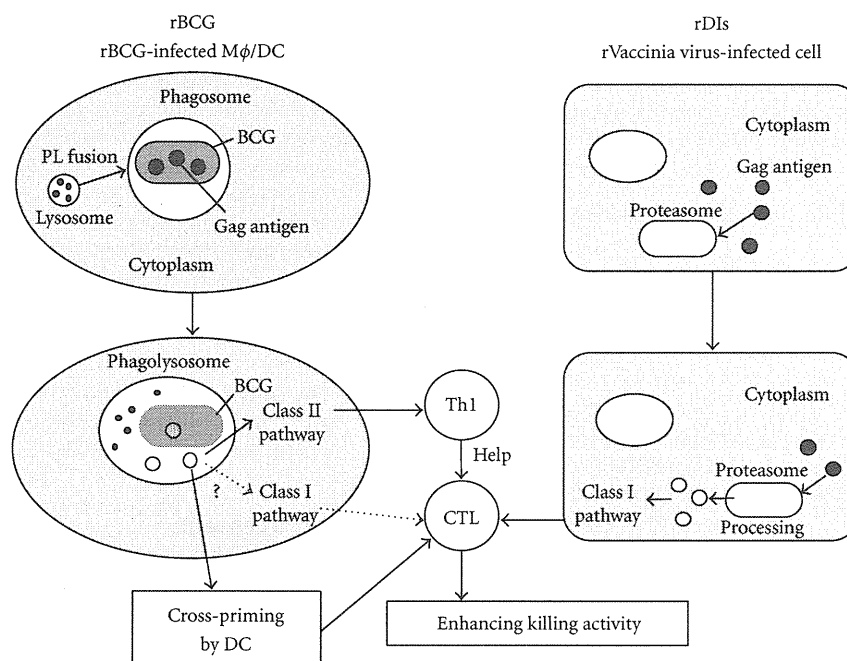 rBCG
rBCG-infected Mϕ/DC
Phagosome
BCG
PL fusion
Lysosome
Gag antigen
Cytoplasm
rDIs
rVaccinia virus-infected cell
Cytoplasm
Gag antigen
Proteasome
Phagolysosome
BCG
Class II
pathway
?
Class I
pathway
Th1
Help
CTL
Cytoplasm
Proteasome
Class I
pathway
Processing
Cross-priming
by DC
Enhancing killing activity